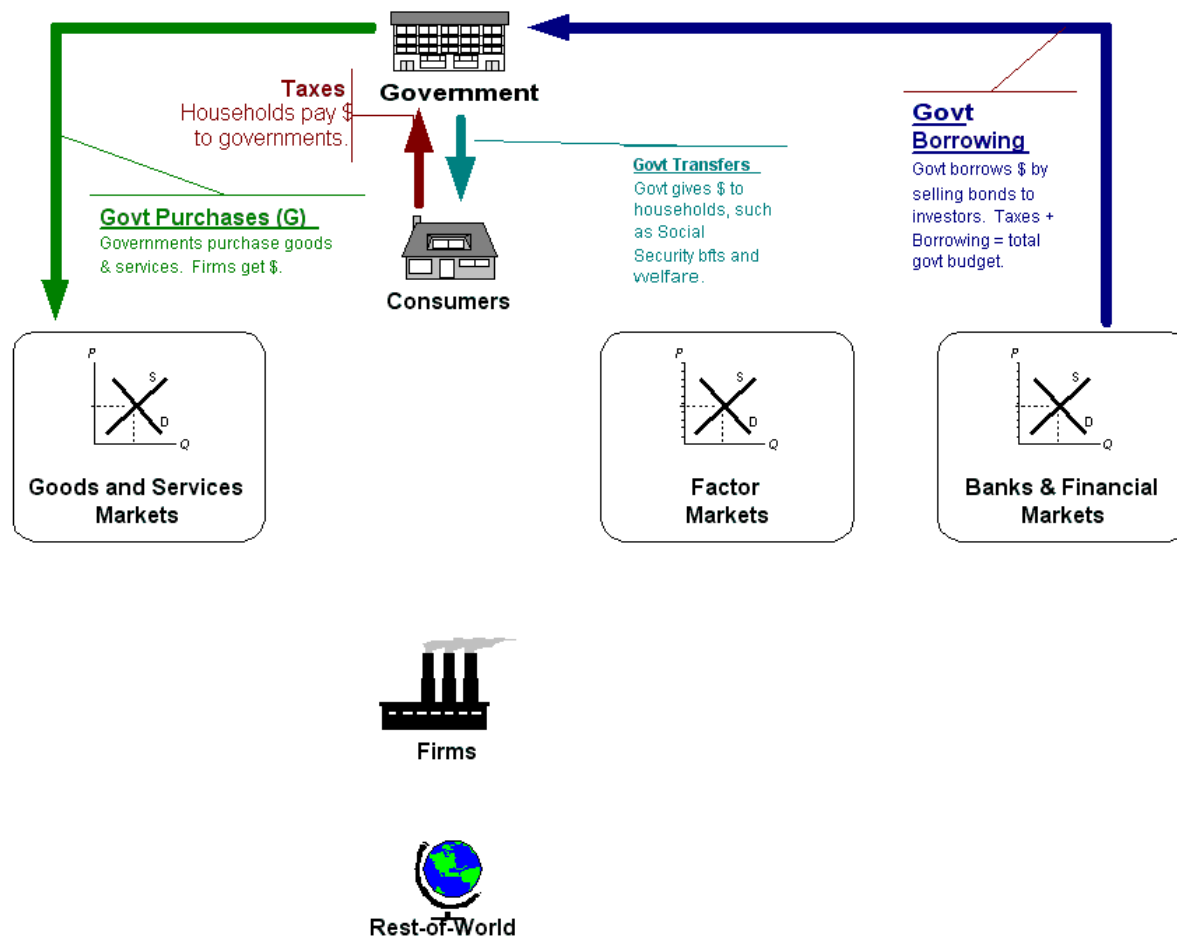 Government
Taxes
Households pay $
to governments.
Govt Purchases (G)
Governments purchase goods
& services.  Firms get $.
Govt Transfers
Govt gives $ to
households, such
as Social
Security bfts and
welfare.
Govt
Borrowing
Govt borrows $ by
selling bonds to
investors.  Taxes +
Borrowing = total
govt budget.
Consumers
P
S
D
Q
Goods and Services
Markets
P
S
D
Q
Factor
Markets
P
S
D
Q
Banks & Financial
Markets
Firms
Rest-of-World